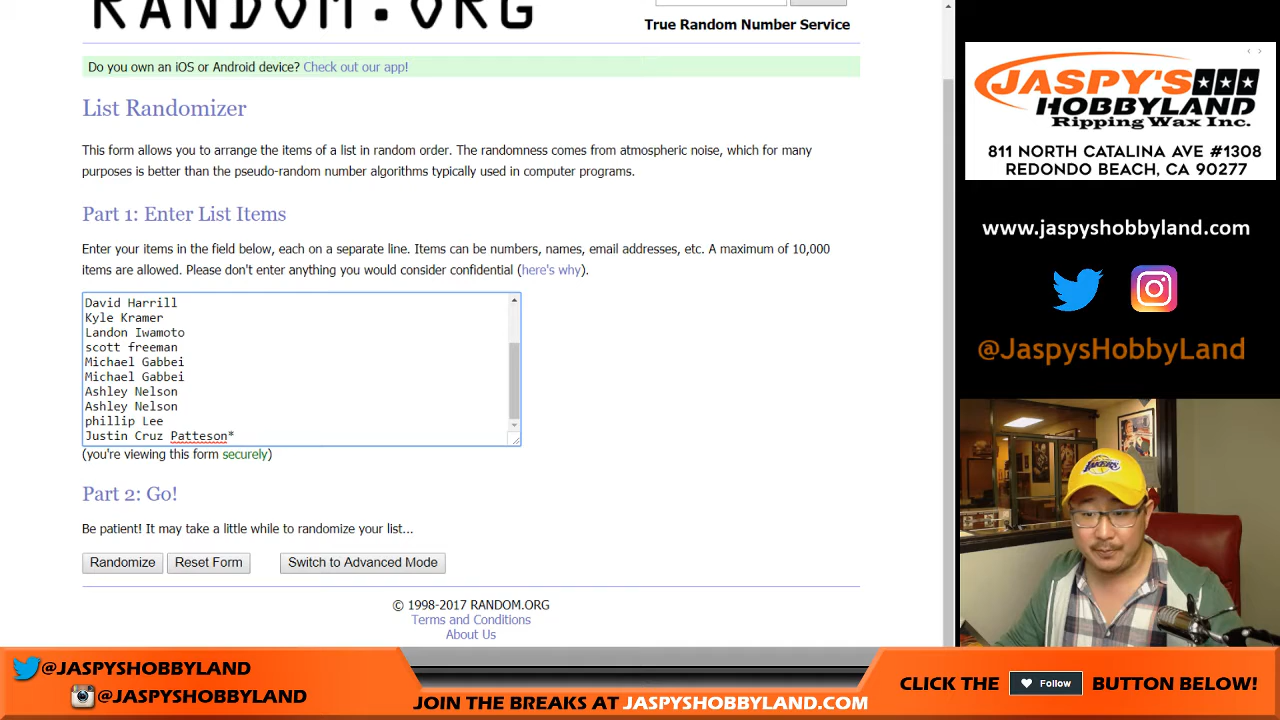 RANDOM.ORG
True Random Number Service
Do you own an iOS or Android device? Check out our app!
List Randomizer
This form allows you to arrange the items of a list in random order. The randomness comes from atmospheric noise, which for many
purposes is better than the pseudo-random number algorithms typically used in computer programs.
Part 1: Enter List Items
Enter your items in the field below, each on a separate line. Items can be numbers, names, email addresses, etc. A maximum of 10,000
items are allowed. Please don't enter anything you would consider confidential (here's why).
David Harrill
Kyle Kramer
Landon Iwamoto
scott freeman
Michael Gabbei
Michael Gabbei
Ashley Nelson
Ashley Nelson
phillip Lee
Justin Cruz Patteson*
(you're viewing this form securely)
Part 2: Go!
Be patient! It may take a little while to randomize your list...
Randomize Reset Form Switch to Advanced Mode
© 1998-2017 RANDOM.ORG
Terms and Conditions
About Us
JASPY'S
HOBBYLAND
Ripping Wax Inc.
811 NORTH CATALINA AVE #1308
REDONDO BEACH, CA 90277
www.jaspyshobbyland.com
@JaspysHobbyLand
@JASPYSHOBBYLAND
@JASPYSHOBBYLAND
JOIN THE BREAKS AT JASPYSHOBBYLAND.COM
CLICK THE Follow BUTTON BELOW!